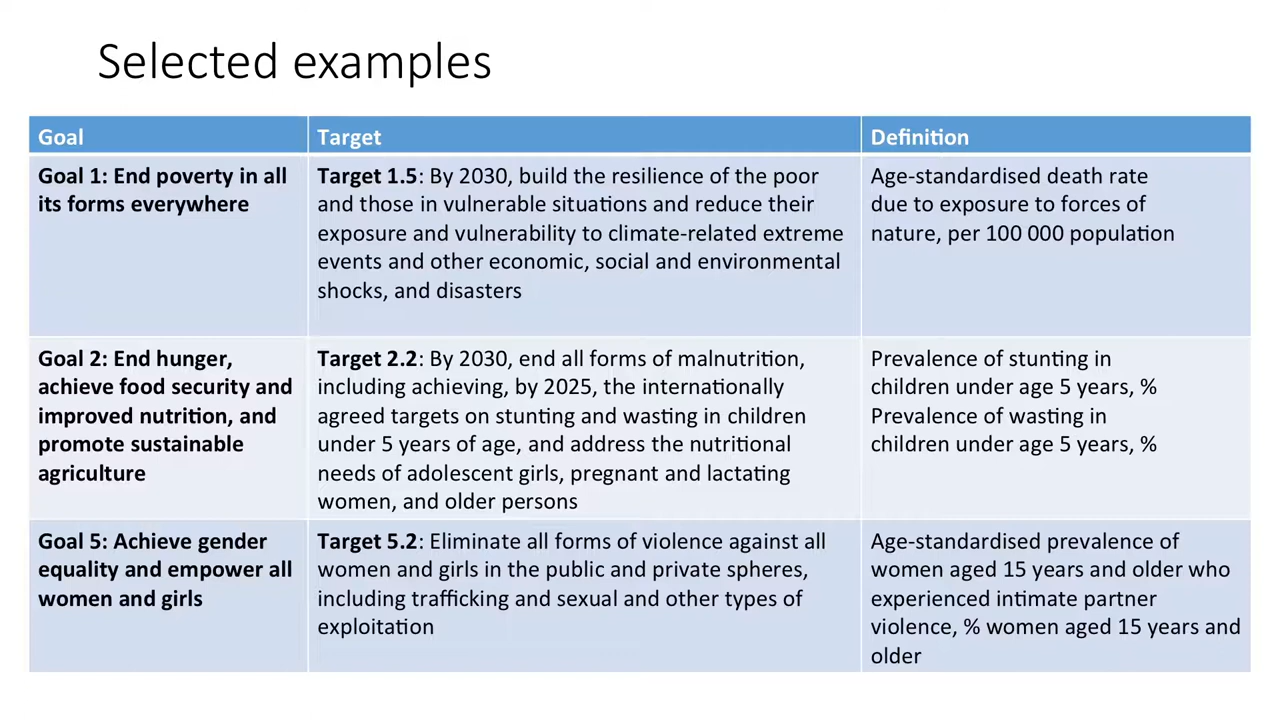 Selected examples
Goal
Target
Definition
Goal 1: End poverty in all
its forms everywhere
Target 1.5: By 2030, build the resilience of the poor
and those in vulnerable situations and reduce their
exposure and vulnerability to climate-related extreme
events and other economic, social and environmental
shocks, and disasters
Age-standardised death rate
due to exposure to forces of
nature, per 100 000 population
Goal 2: End hunger,
achieve food security and
improved nutrition, and
promote sustainable
agriculture
Target 2.2: By 2030, end all forms of malnutrition,
including achieving, by 2025, the internationally
agreed targets on stunting and wasting in children
under 5 years of age, and address the nutritional
needs of adolescent girls, pregnant and lactating
women, and older persons
Prevalence of stunting in
children under age 5 years, %
Prevalence of wasting in
children under age 5 years, %
Goal 5: Achieve gender
equality and empower all
women and girls
Target 5.2: Eliminate all forms of violence against all
women and girls in the public and private spheres,
including trafficking and sexual and other types of
exploitation
Age-standardised prevalence of
women aged 15 years and older who
experienced intimate partner
violence, % women aged 15 years and
older